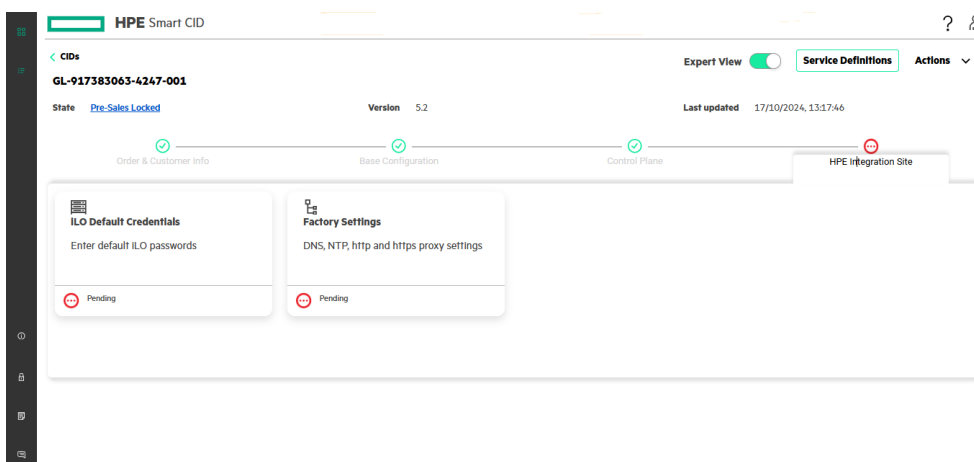 HPE Smart CID
?
< CIDs
Expert View
Service Definitions
Actions
GL-917383063-4247-001
State Pre-Sales Locked
Version 5.2
Last updated 17/10/2024, 13:17:46
Order & Customer Info
Base Configuration
Control Plane
HPE Integration Site
iLO Default Credentials
Enter default iLO passwords
Pending
Factory Settings
DNS, NTP, http and https proxy settings
Pending